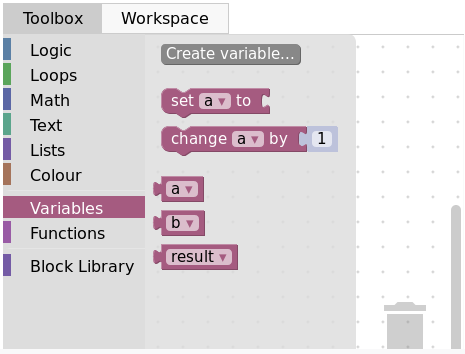 Toolbox Workspace
Logic
Loops
Math
Text
Lists
Colour
Variables
Functions
Block Library
Create variable...
set a to
change a by 1
a
b
result